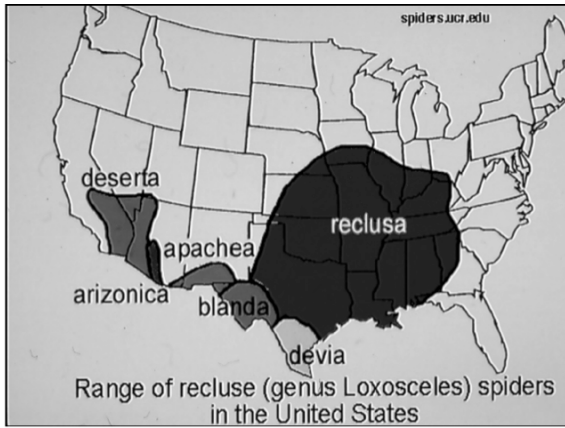 spiders.ucr.edu
deserta
reclusa
apachea
arizonica
blanda
devia
Range of recluse (genus Loxosceles) spiders
in the United States